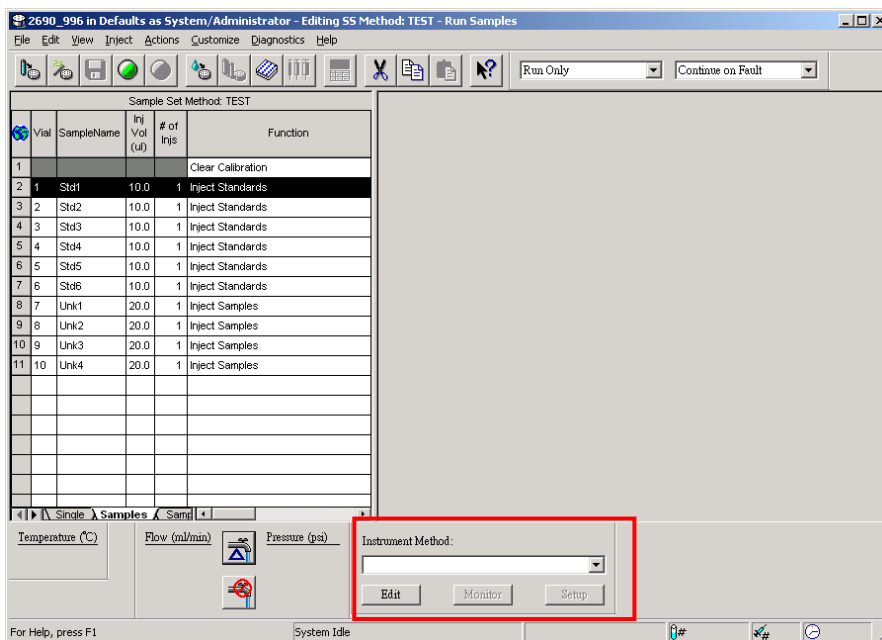 2690_996 in Defaults as System/Administrator - Editing SS Method: TEST - Run Samples
File Edit View Inject Actions Customize Diagnostics Help
Run Only Continue on Fault
Sample Set Method: TEST
Vial SampleName Inj Vol (ul) # of Injs Function
1 Clear Calibration
2 1 Std1 10.0 1 Inject Standards
3 2 Std2 10.0 1 Inject Standards
4 3 Std3 10.0 1 Inject Standards
5 4 Std4 10.0 1 Inject Standards
6 5 Std5 10.0 1 Inject Standards
7 6 Std6 10.0 1 Inject Standards
8 7 Unk1 20.0 1 Inject Samples
9 8 Unk2 20.0 1 Inject Samples
10 9 Unk3 20.0 1 Inject Samples
11 10 Unk4 20.0 1 Inject Samples
Single Samples Samp
Temperature (°C) Flow (ml/min) Pressure (psi) Instrument Method:
Edit Monitor Setup
For Help, press F1 System Idle # #